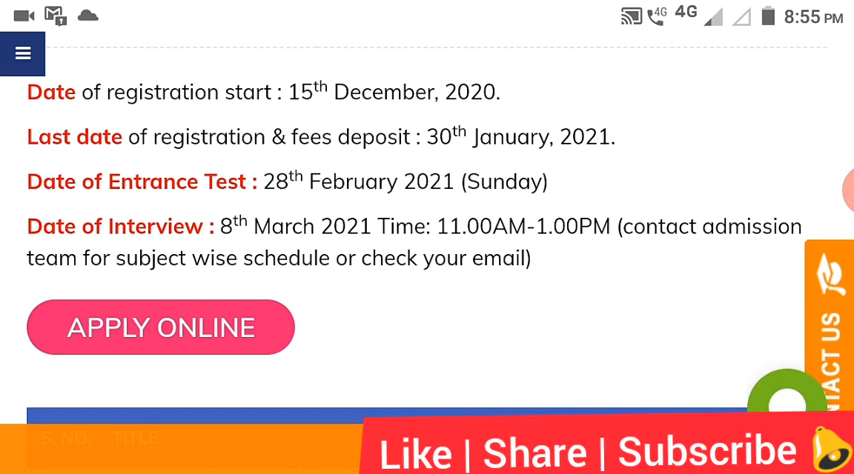 4G 4G 8:55 PM
Date of registration start : 15th December, 2020.
Last date of registration & fees deposit : 30th January, 2021.
Date of Entrance Test : 28th February 2021 (Sunday)
Date of Interview : 8th March 2021 Time: 11.00AM-1.00PM (contact admission
team for subject wise schedule or check your email)
APPLY ONLINE
NTACT US
S. NO. TITLE
Like | Share | Subscribe